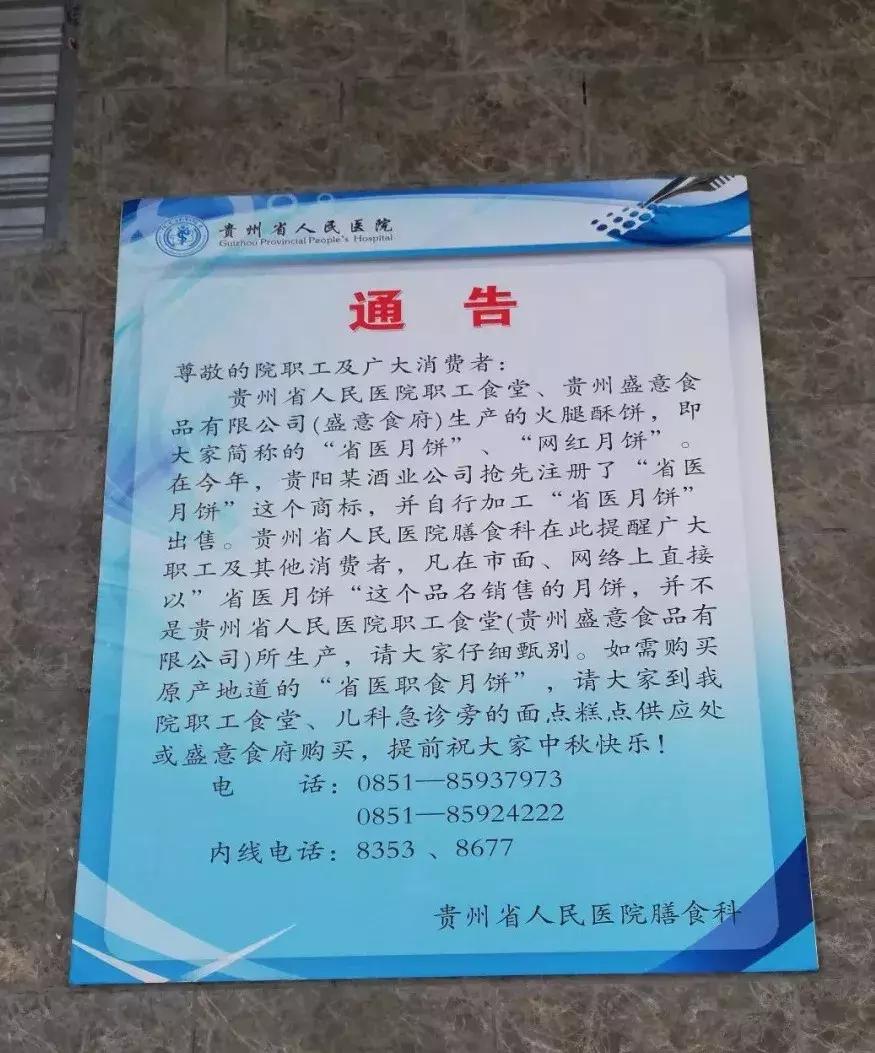 贵州省人民医院
Guizhou Provincial People's Hospital
通 告
尊敬的院职工及广大消费者：
贵州省人民医院职工食堂、贵州盛意食
品有限公司(盛意食府)生产的火腿酥饼，即
大家简称的“省医月饼”、“网红月饼”。
在今年，贵阳某酒业公司抢先注册了“省医
月饼”这个商标，并自行加工“省医月饼”
出售。贵州省人民医院膳食科在此提醒广大
职工及其他消费者，凡在市面、网络上直接
以”省医月饼“这个品名销售的月饼，并不
是贵州省人民医院职工食堂(贵州盛意食品有
限公司)所生产，请大家仔细甄别。如需购买
原产地道的“省医职食月饼”，请大家到我
院职工食堂、儿科急诊旁的面点糕点供应处
或盛意食府购买，提前祝大家中秋快乐！
电 话：0851—85937973
0851—85924222
内线电话：8353 、8677
贵州省人民医院膳食科